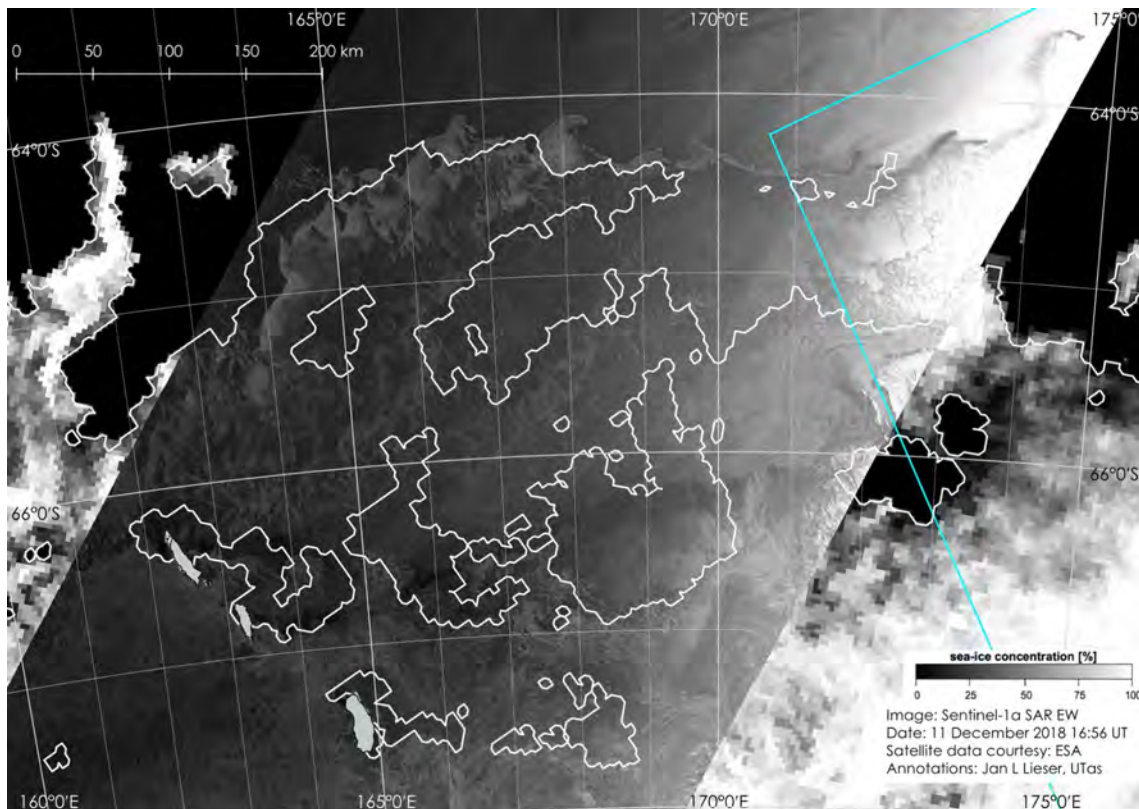 165°0'E
170°0'E
175°0'
0 50 100 150 200 km
64°0'S
64°0'S
66°0'S
66°0'S
sea-ice concentration [%]
0 25 50 75 100
Image: Sentinel-1a SAR EW
Date: 11 December 2018 16:56 UT
Satellite data courtesy: ESA
Annotations: Jan L Lieser, UTas
160°0'E
165°0'E
170°0'E
175°0'E